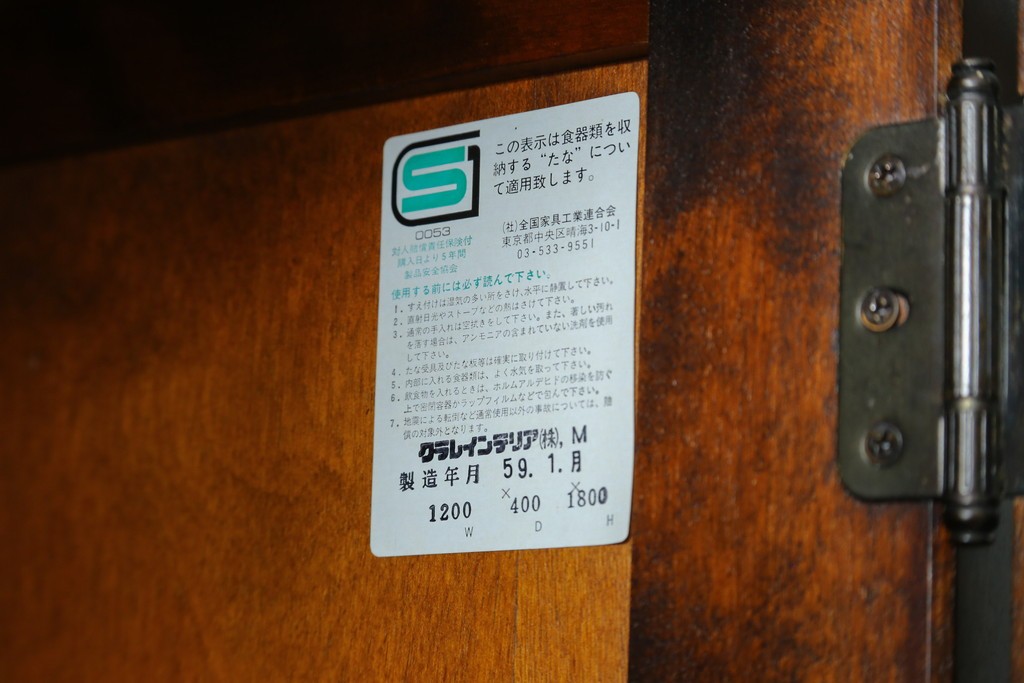 この表示は食器類を収
納する“たな”につい
て適用致します。
S
0053
(社)全国家具工業連合会
東京都中央区晴海3-10-1
03-533-9551
対人賠償責任保険付
購入日より5年間
製品安全協会
使用する前には必ず読んで下さい。
1. すえ付けは湿気の多い所をさけ、水平に静置して下さい。
2. 直射日光やストーブなどの熱はさけて下さい。
3. 通常の手入れは空拭きをして下さい。また、著しい汚れ
を落す場合は、アンモニアの含まれていない洗剤を使用
して下さい。
4. たな受具及びたな板等は確実に取り付けて下さい。
5. 内部に入れる食器類は、よく水気を取って下さい。
6. 飲食物を入れるときは、ホルムアルデヒドの移染を防ぐ
上で密閉容器かラップフィルムなどで包んで下さい。
7. 地震による転倒など通常使用以外の事故については、賠
償の対象外となります。
クラレインテリア(株), M
製造年月 59. 1. 月
1200 × 400 × 1800
W D H